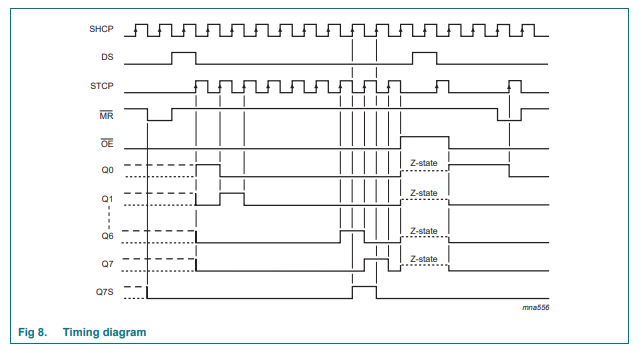 SHCP
DS
STCP
MR
OE
Q0
Z-state
Q1
Z-state
Q6
Z-state
Q7
Z-state
Q7S
mna556
Fig 8. Timing diagram